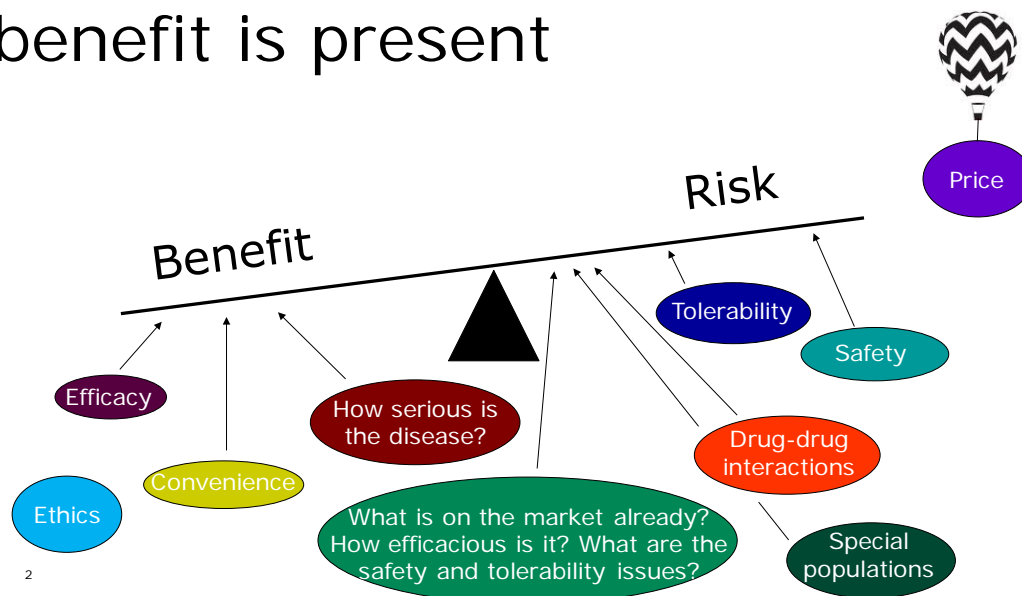 benefit is present
Price
Risk
Benefit
Tolerability
Safety
Efficacy
How serious is
the disease?
Drug-drug
interactions
Convenience
Ethics
What is on the market already?
How efficacious is it? What are the
safety and tolerability issues?
Special
populations
2